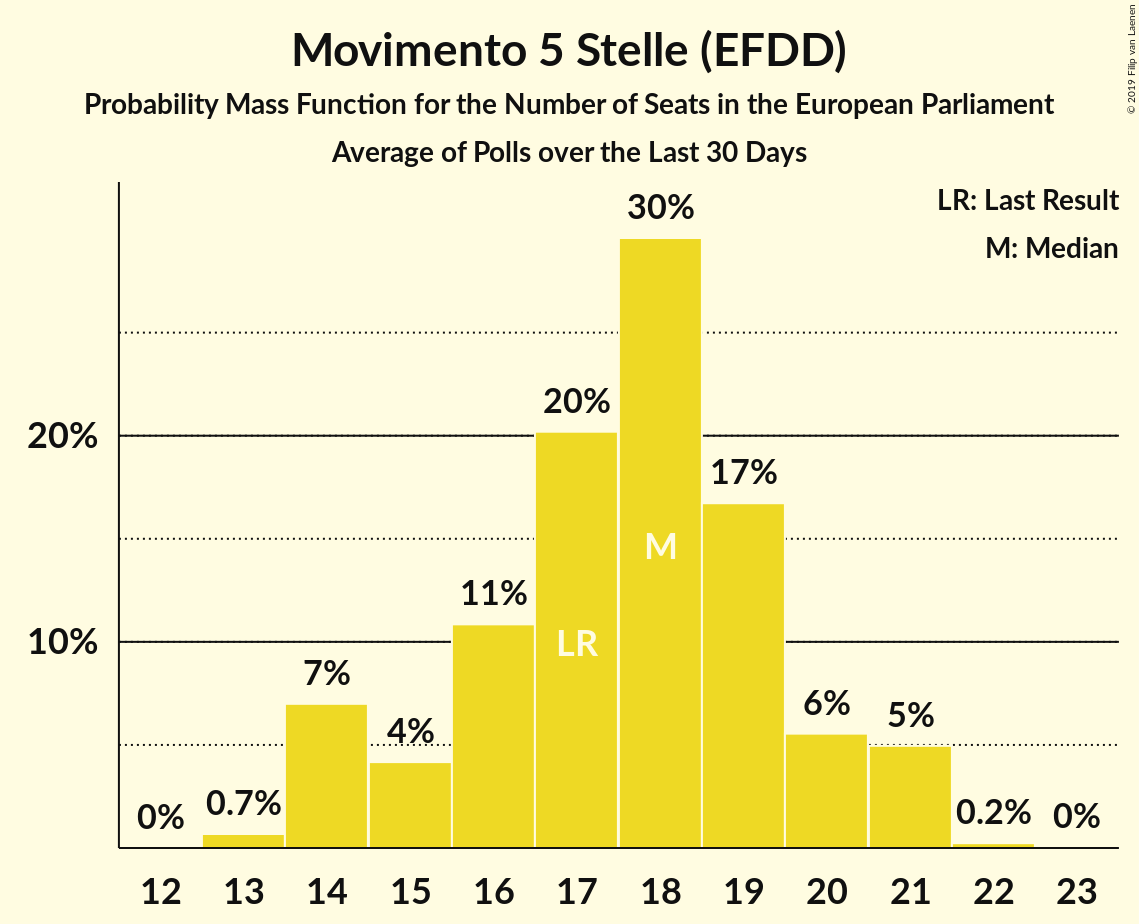 Movimento 5 Stelle (EFDD)
Probability Mass Function for the Number of Seats in the European Parliament
Average of Polls over the Last 30 Days
© 2019 Filip van Laenen
LR: Last Result
M: Median
30%
20%
20%
17%
M
11%
10%
LR
7%
4%
6%
5%
0%
0.7%
0.2%
0%
12 13 14 15 16 17 18 19 20 21 22 23